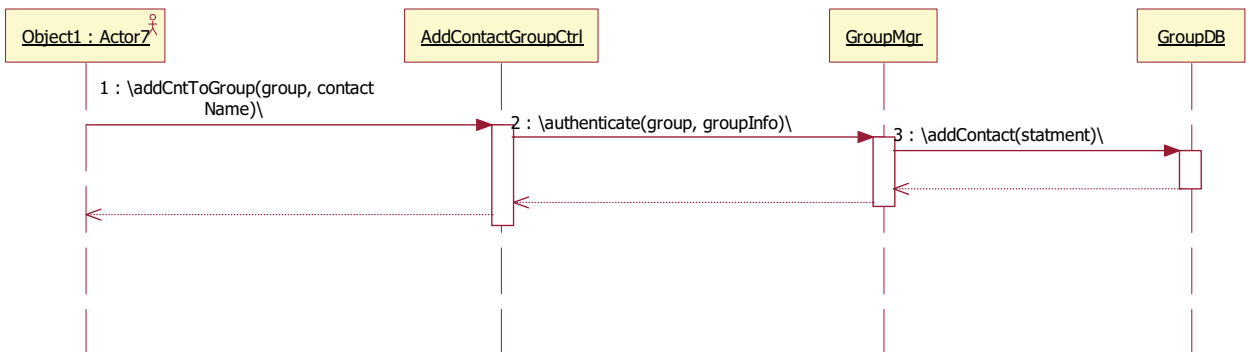 Object1 : Actor7
AddContactGroupCtrl
GroupMgr
GroupDB
1 : \addCntToGroup(group, contact
Name)\
2 : \authenticate(group, groupInfo)\
3 : \addContact(statment)\